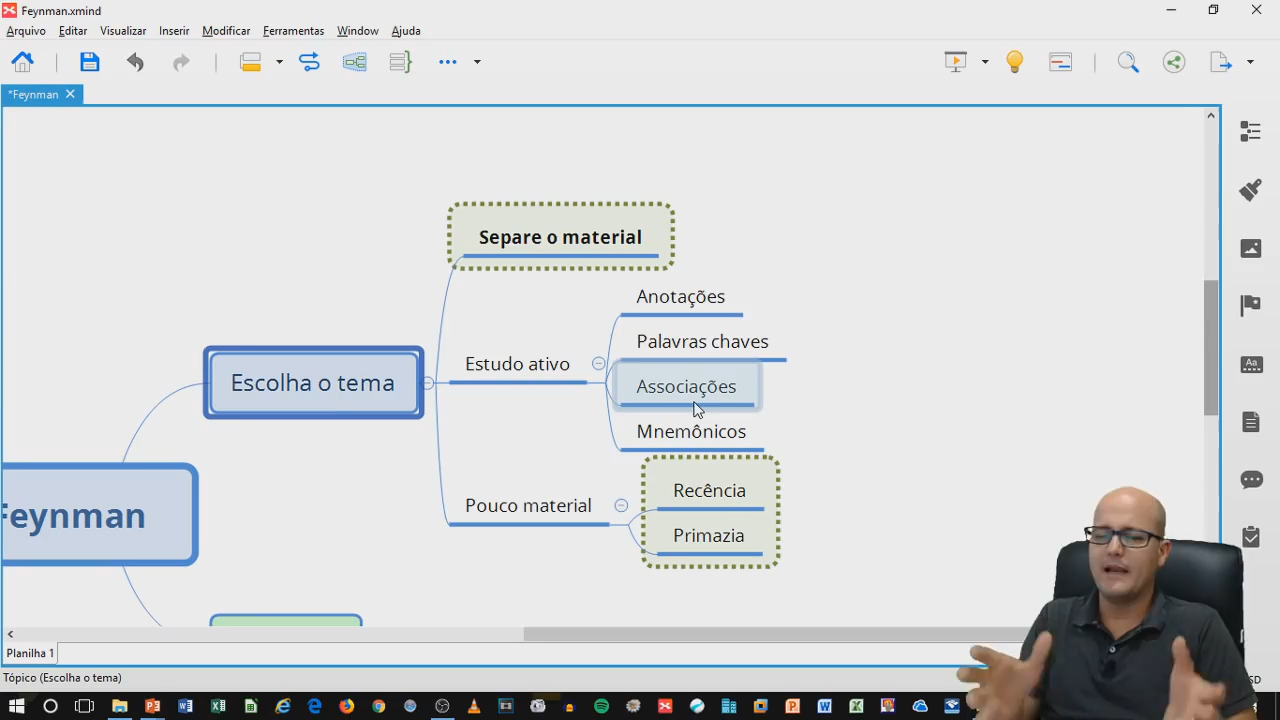 Feynman.xmind
Arquivo Editar Visualizar Inserir Ferramentas Modificar Window Ajuda
*Feynman
Separe o material
Anotações
Palavras chaves
Estudo ativo
Escolha o tema
Associações
Mnemônicos
Recência
Pouco material
Feynman
Primazia
Planilha 1
Tópico (Escolha o tema)